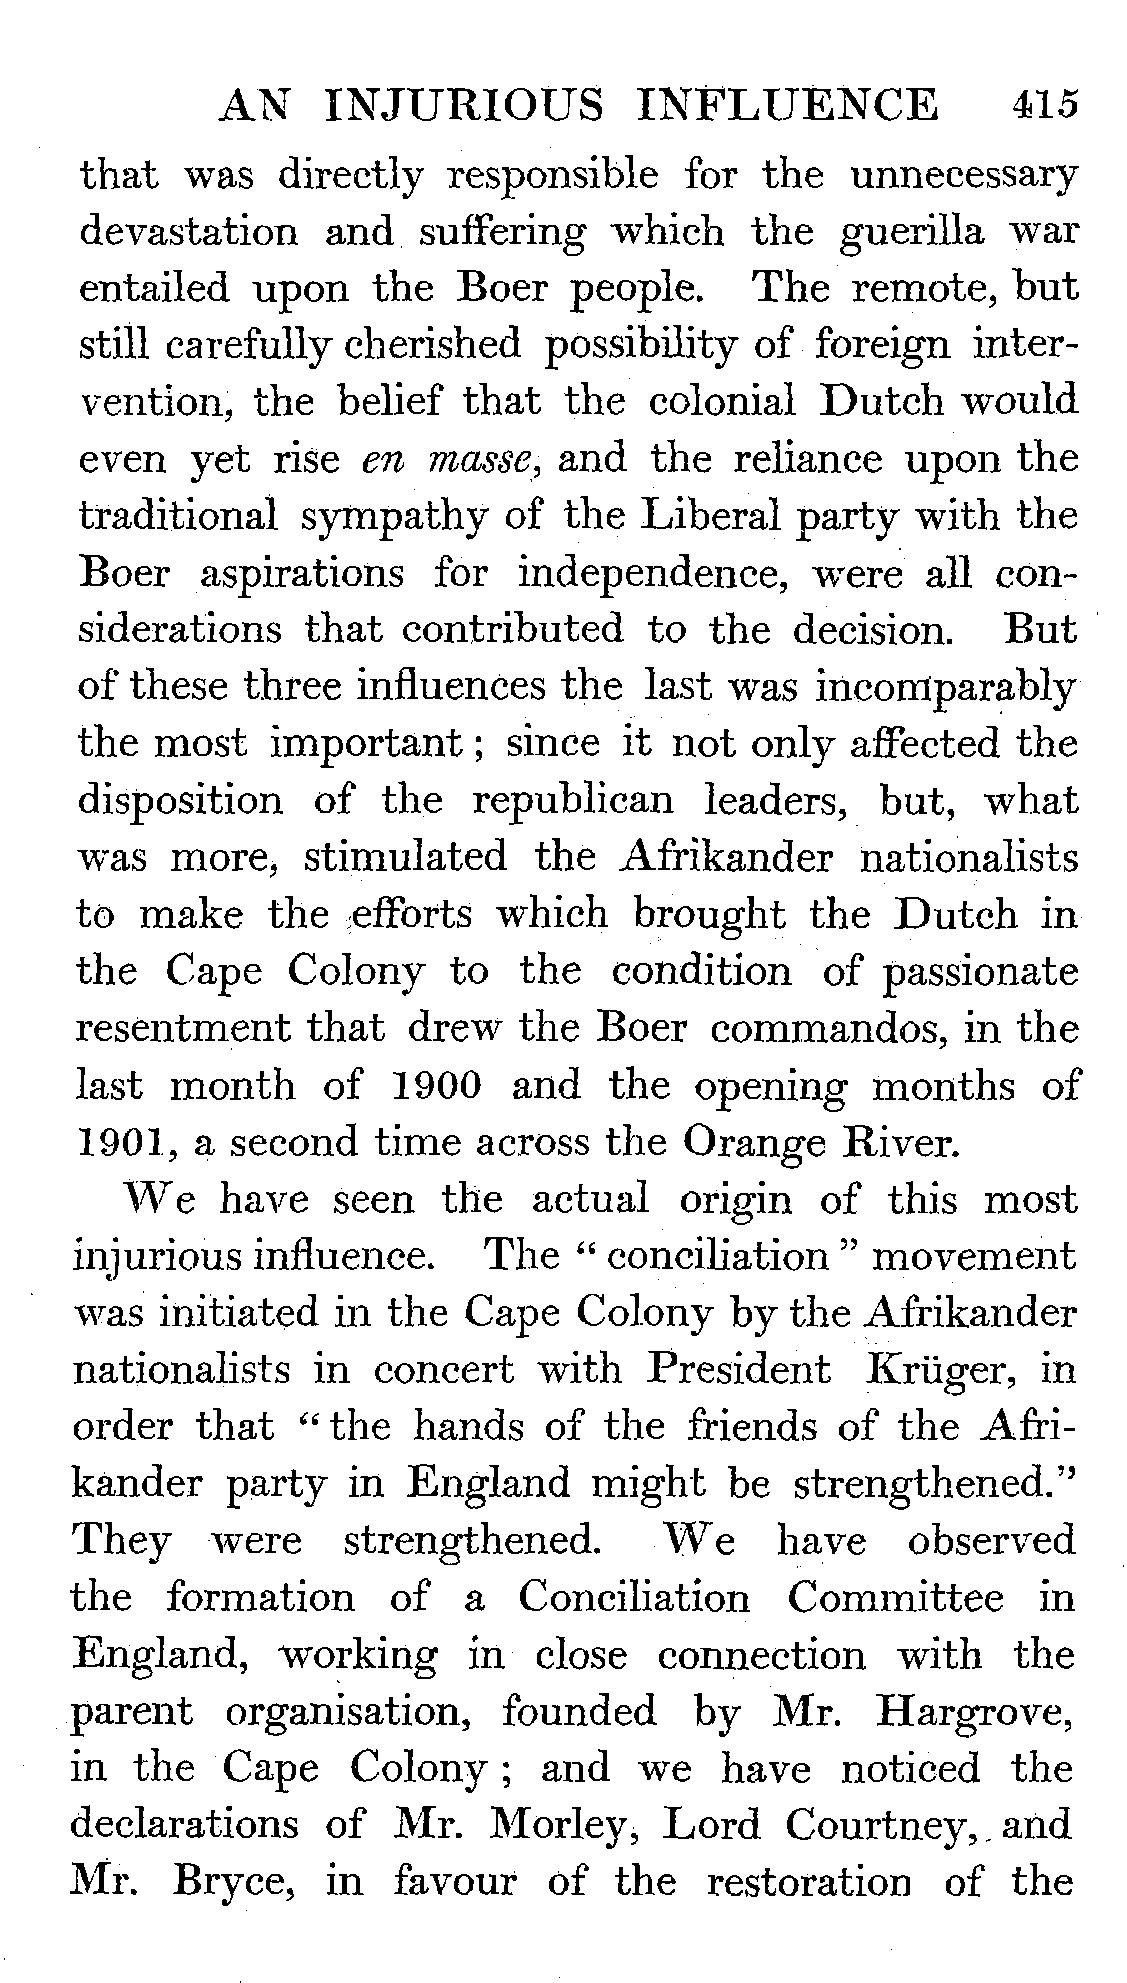 AN INJURIOUS INFLUENCE 415
that was directly responsible for the unnecessary
devastation and suffering which the guerilla war
entailed upon the Boer people. The remote, but
still carefully cherished possibility of foreign inter-
vention, the belief that the colonial Dutch would
even yet rise en masse, and the reliance upon the
traditional sympathy of the Liberal party with the
Boer aspirations for independence, were all con-
siderations that contributed to the decision. But
of these three influences the last was incomparably
the most important ; since it not only affected the
disposition of the republican leaders, but, what
was more, stimulated the Afrikander nationalists
to make the efforts which brought the Dutch in
the Cape Colony to the condition of passionate
resentment that drew the Boer commandos, in the
last month of 1900 and the opening months of
1901, a second time across the Orange River.
We have seen the actual origin of this most
injurious influence. The “ conciliation ” movement
was initiated in the Cape Colony by the Afrikander
nationalists in concert with President Krüger, in
order that “ the hands of the friends of the Afri-
kander party in England might be strengthened.”
They were strengthened. We have observed
the formation of a Conciliation Committee in
England, working in close connection with the
parent organisation, founded by Mr. Hargrove,
in the Cape Colony ; and we have noticed the
declarations of Mr. Morley, Lord Courtney, and
Mr. Bryce, in favour of the restoration of the